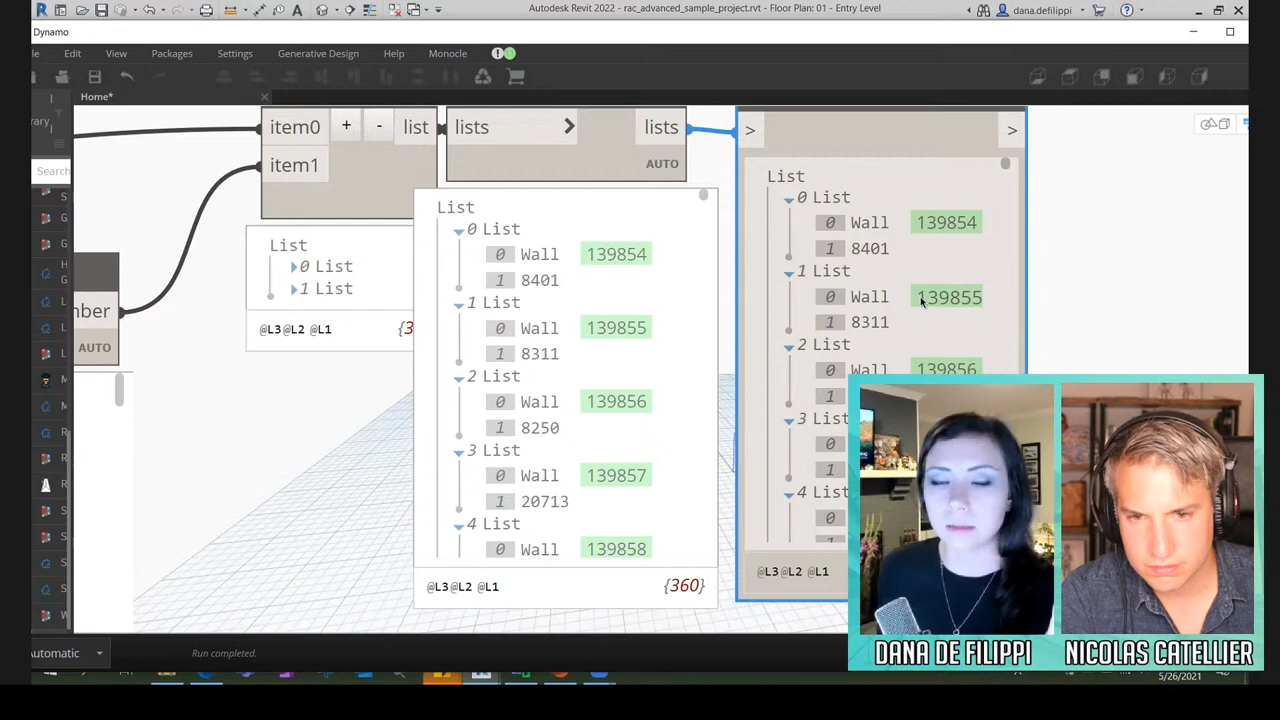 Autodesk Revit 2022 - rac_advanced_sample_project.rvt - Floor Plan: 01 - Entry Level
dana.defilippi
Dynamo
Edit View Packages Settings Generative Design Help Monocle
Home*
Search
item0 + - list
item1
lists > lists
AUTO
> >
List
0 List
1 List
@L3@L2 @L1
AUTO
List
0 List
0 Wall 139854
1 8401
1 List
0 Wall 139855
1 8311
2 List
0 Wall 139856
1 8250
3 List
0 Wall 139857
1 20713
4 List
0 Wall 139858
@L3@L2 @L1 {360}
List
0 List
0 Wall 139854
1 8401
1 List
0 Wall 139855
1 8311
2 List
0 Wall 139856
1
3 List
0
1
4 List
0
@L3@L2 @L1
Run completed.
DANA DE FILIPPI
NICOLAS CATELLIER
5/26/2021